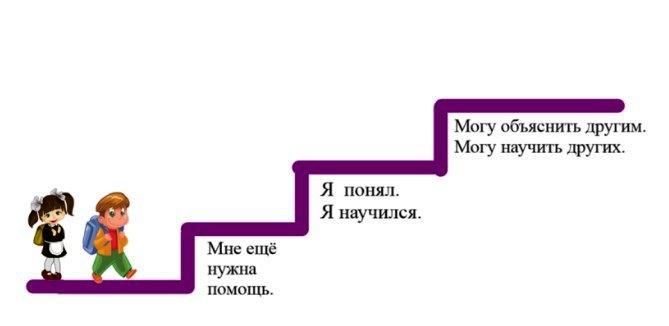 Могу объяснить другим.
Могу научить других.
Я понял.
Я научился.
Мне ещё
нужна
помощь.